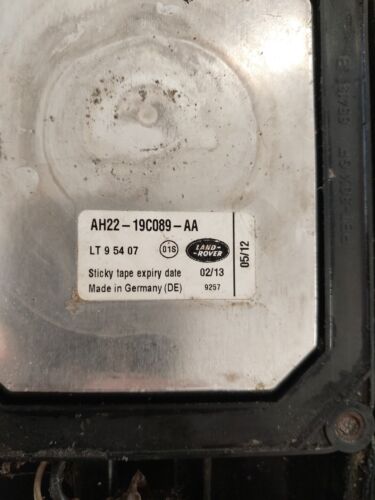 AH22-19C089-AA
LT 9 54 07 01S LAND-ROVER
Sticky tape expiry date 02/13
Made in Germany (DE) 9257
05/12